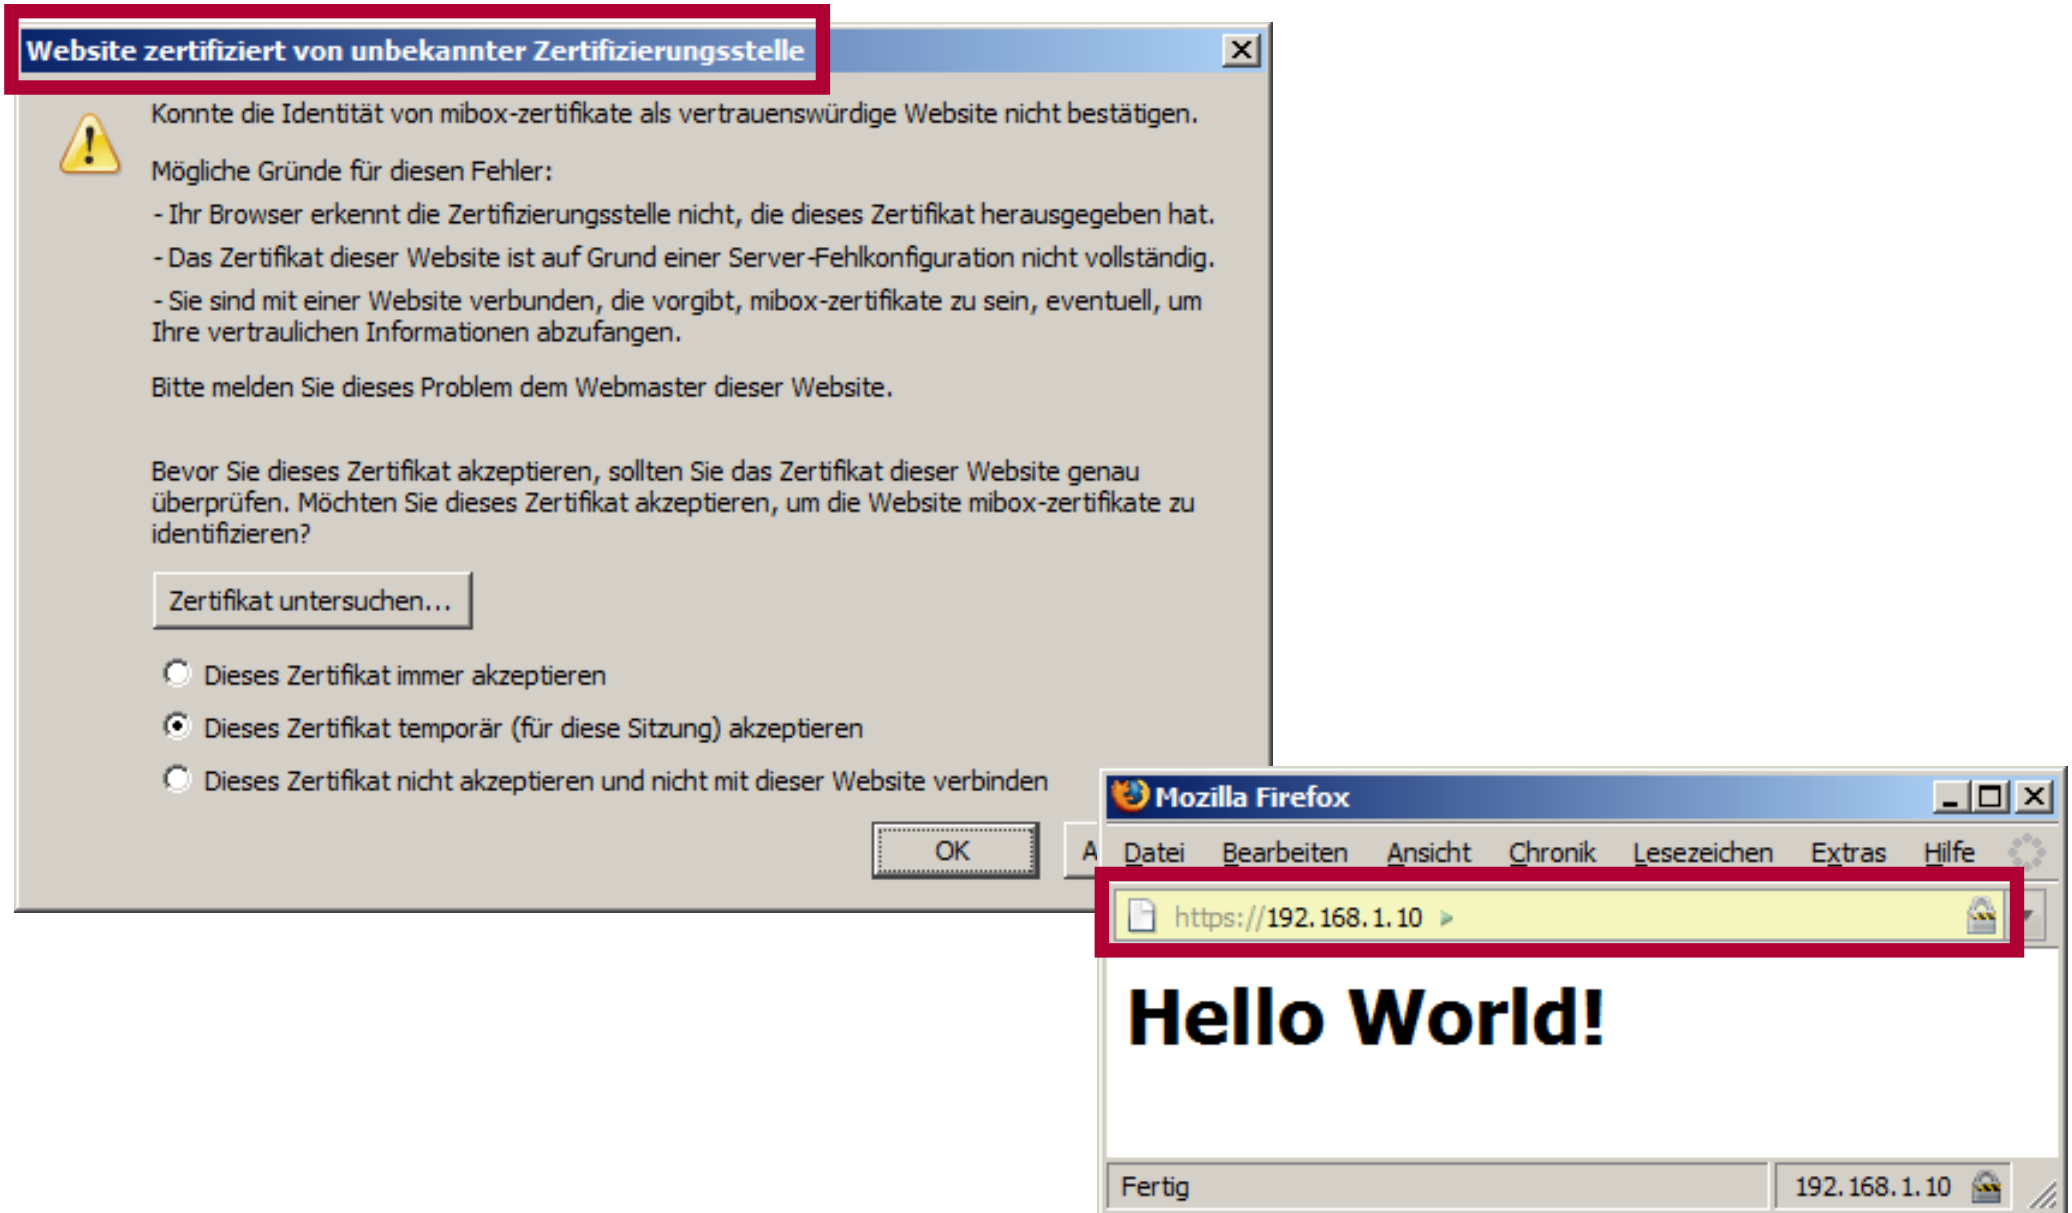 Website zertifiziert von unbekannter Zertifizierungsstelle
Konnte die Identität von mibox-zertifikate als vertrauenswürdige Website nicht bestätigen.
Mögliche Gründe für diesen Fehler:
- Ihr Browser erkennt die Zertifizierungsstelle nicht, die dieses Zertifikat herausgegeben hat.
- Das Zertifikat dieser Website ist auf Grund einer Server-Fehlkonfiguration nicht vollständig.
- Sie sind mit einer Website verbunden, die vorgibt, mibox-zertifikate zu sein, eventuell, um
Ihre vertraulichen Informationen abzufangen.
Bitte melden Sie dieses Problem dem Webmaster dieser Website.
Bevor Sie dieses Zertifikat akzeptieren, sollten Sie das Zertifikat dieser Website genau
überprüfen. Möchten Sie dieses Zertifikat akzeptieren, um die Website mibox-zertifikate zu
identifizieren?
Zertifikat untersuchen...
Dieses Zertifikat immer akzeptieren
Dieses Zertifikat temporär (für diese Sitzung) akzeptieren
Dieses Zertifikat nicht akzeptieren und nicht mit dieser Website verbinden
OK
A
Mozilla Firefox
Datei Bearbeiten Ansicht Chronik Lesezeichen Extras Hilfe
https://192.168.1.10
Hello World!
Fertig
192.168.1.10